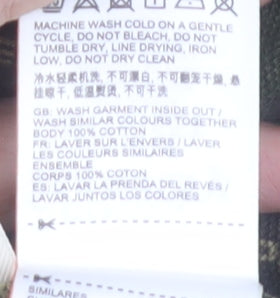 MACHINE WASH COLD ON A GENTLE
CYCLE, DO NOT BLEACH, DO NOT
TUMBLE DRY, LINE DRYING, IRON
LOW, DO NOT DRY CLEAN
冷水轻柔机洗, 不可漂白, 不可翻笼干燥, 悬
挂晾干, 低温熨烫, 不可干洗
GB: WASH GARMENT INSIDE OUT /
WASH SIMILAR COLOURS TOGETHER
BODY 100% COTTON
FR: LAVER SUR L'ENVERS / LAVER
LES COULEURS SIMILAIRES
ENSEMBLE
CORPS 100% COTON
ES: LAVAR LA PRENDA DEL REVÉS /
LAVAR JUNTOS LOS COLORES
SIMILARES